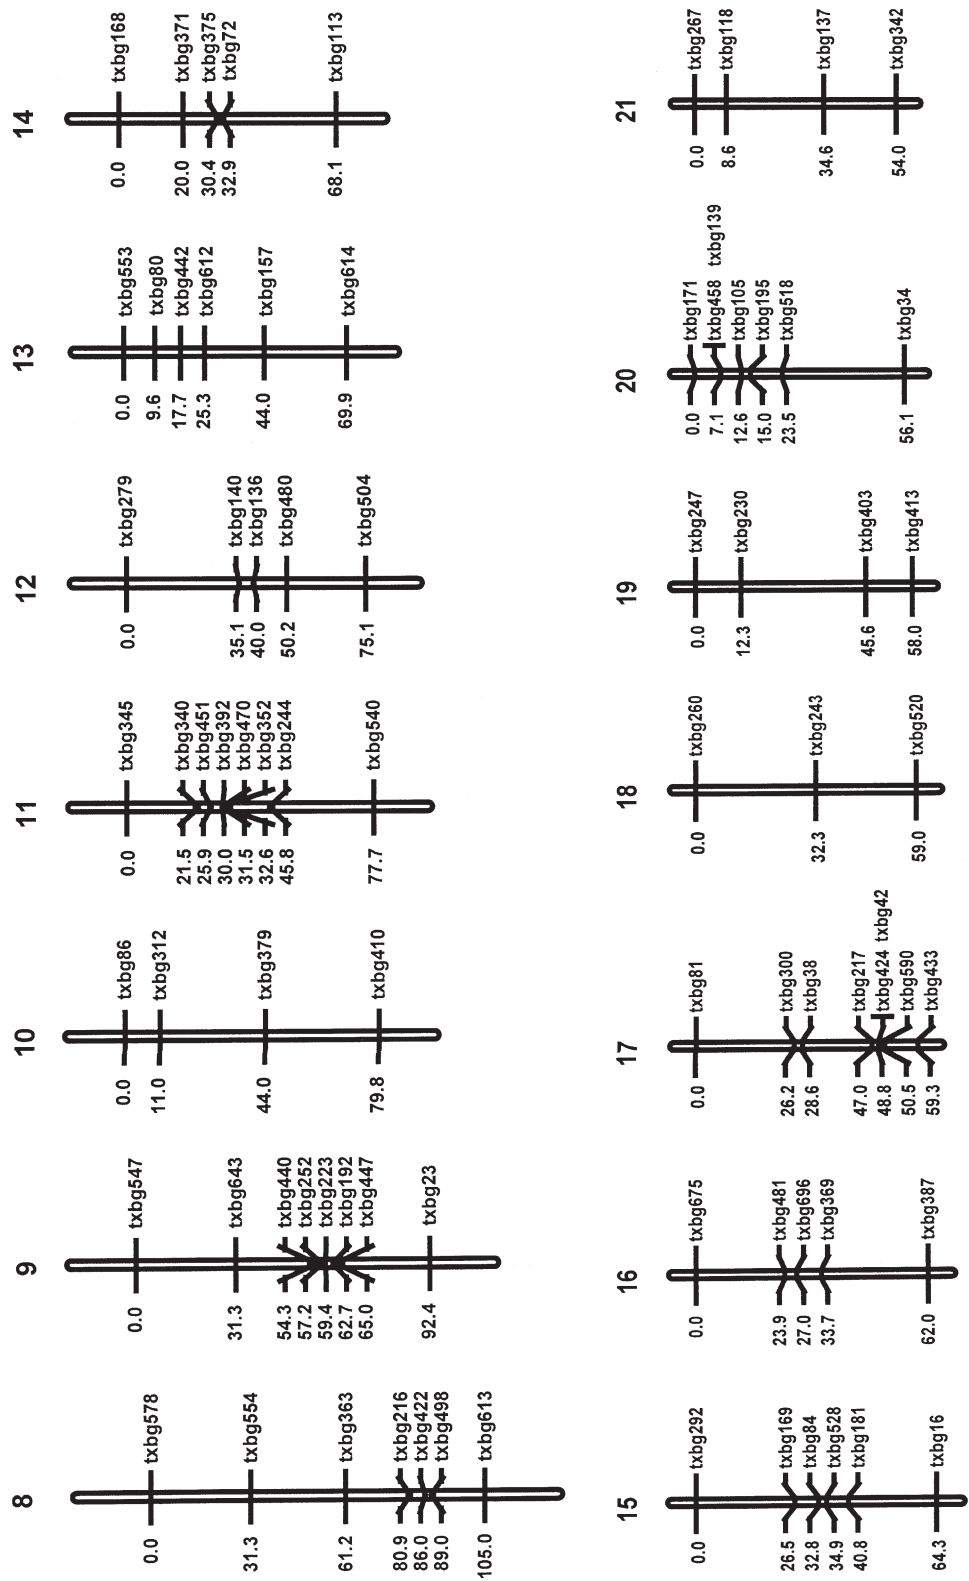 8
0.0 txbg578
31.3 txbg554
61.2 txbg363
80.9 txbg216
86.0 txbg422
89.0 txbg498
105.0 txbg613
9
0.0 txbg547
31.3 txbg643
54.3 txbg440
57.2 txbg252
59.4 txbg223
62.7 txbg192
65.0 txbg447
92.4 txbg23
10
0.0 txbg86
11.0 txbg312
44.0 txbg379
79.8 txbg410
11
0.0 txbg345
21.5 txbg340
25.9 txbg451
30.0 txbg392
31.5 txbg470
32.6 txbg352
45.8 txbg244
77.7 txbg540
12
0.0 txbg279
35.1 txbg140
40.0 txbg136
50.2 txbg480
75.1 txbg504
13
0.0 txbg553
9.6 txbg80
17.7 txbg442
25.3 txbg612
44.0 txbg157
69.9 txbg614
14
0.0 txbg168
20.0 txbg371
30.4 txbg375
32.9 txbg72
68.1 txbg113
15
0.0 txbg292
26.5 txbg169
32.8 txbg84
34.9 txbg528
40.8 txbg181
64.3 txbg16
16
0.0 txbg675
23.9 txbg481
27.0 txbg696
33.7 txbg369
62.0 txbg387
17
0.0 txbg81
26.2 txbg300
28.6 txbg38
47.0 txbg217
48.8 txbg424 txbg42
50.5 txbg590
59.3 txbg433
18
0.0 txbg260
32.3 txbg243
59.0 txbg520
19
0.0 txbg247
12.3 txbg230
45.6 txbg403
58.0 txbg413
20
0.0 txbg171
7.1 txbg458 txbg139
12.6 txbg105
15.0 txbg195
23.5 txbg518
56.1 txbg34
21
0.0 txbg267
8.6 txbg118
34.6 txbg137
54.0 txbg342